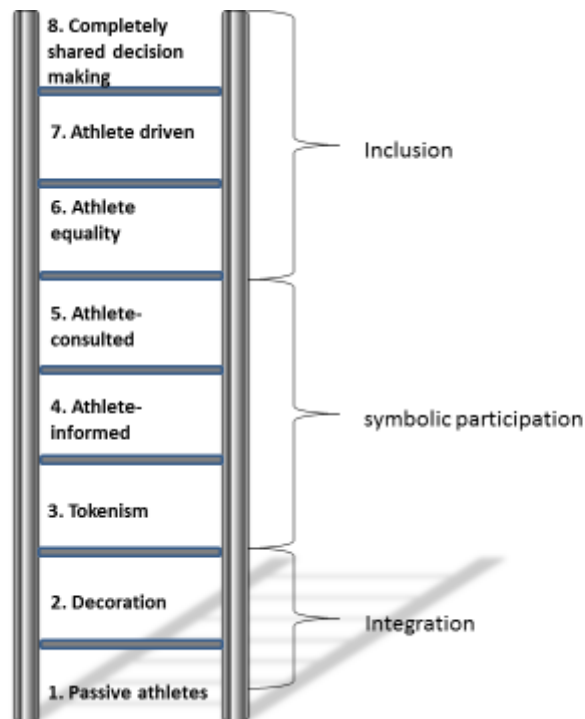 8. Completely
shared decision
making
7. Athlete driven
Inclusion
6. Athlete
equality
5. Athlete-
consulted
4. Athlete-
informed
symbolic participation
3. Tokenism
2. Decoration
Integration
1. Passive athletes